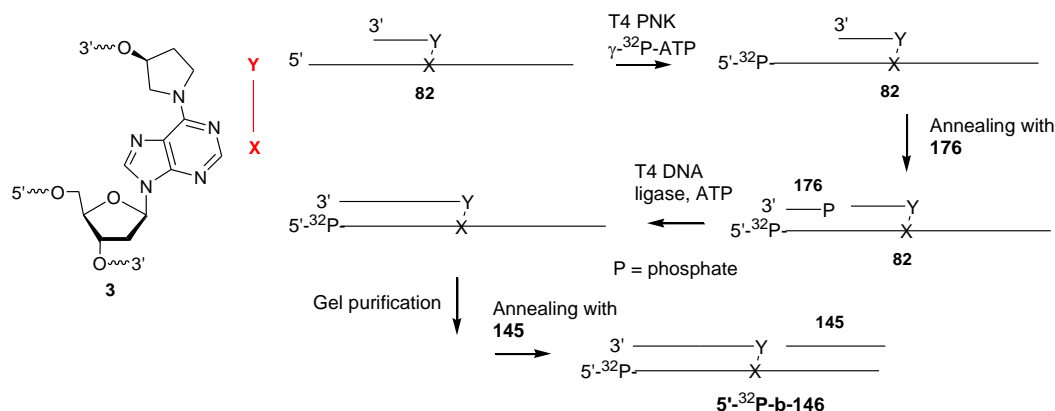 3'
O
N
N
N
N
N
5'
O
O
O
3'
3
Y
X
3'
Y
5'
X
82
T4 PNK
γ-³²P-ATP
3'
Y
5'-³²P-
X
82
Annealing with
176
176
3'
P
Y
5'-³²P-
X
82
T4 DNA
ligase, ATP
P = phosphate
3'
Y
5'-³²P-
X
Gel purification
Annealing with
145
145
3'
Y
5'-³²P-
X
5'-³²P-b-146